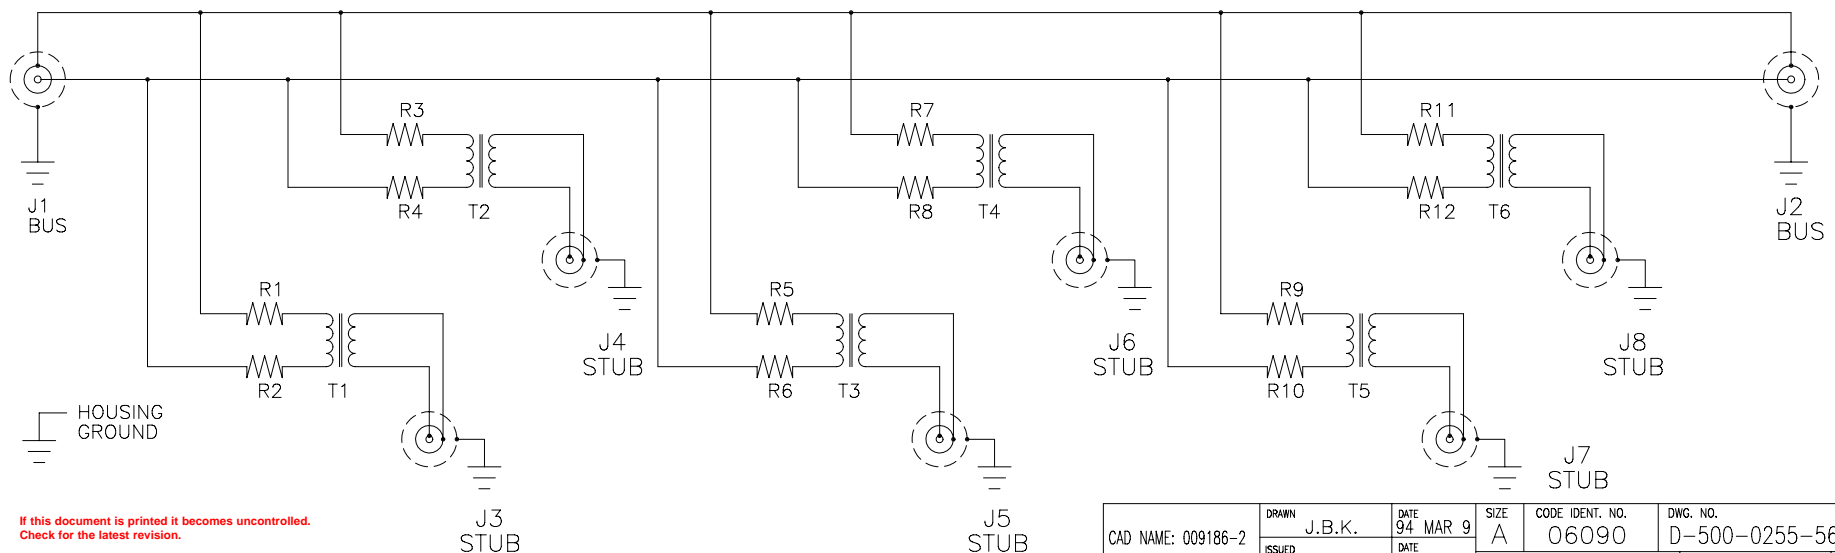 R3
R7
R11
R4
T2
R8
T4
R12
T6
J1
BUS
J2
BUS
R1
R5
R9
J4
STUB
J6
STUB
J8
STUB
R2
T1
R6
T3
R10
T5
HOUSING
GROUND
J7
STUB
J3
STUB
J5
STUB
If this document is printed it becomes uncontrolled.
Check for the latest revision.
CAD NAME: 009186-2
DRAWN
J.B.K.
DATE
94 MAR 9
SIZE
A
CODE IDENT. NO.
06090
DWG. NO.
D-500-0255-56
ISSUED
DATE